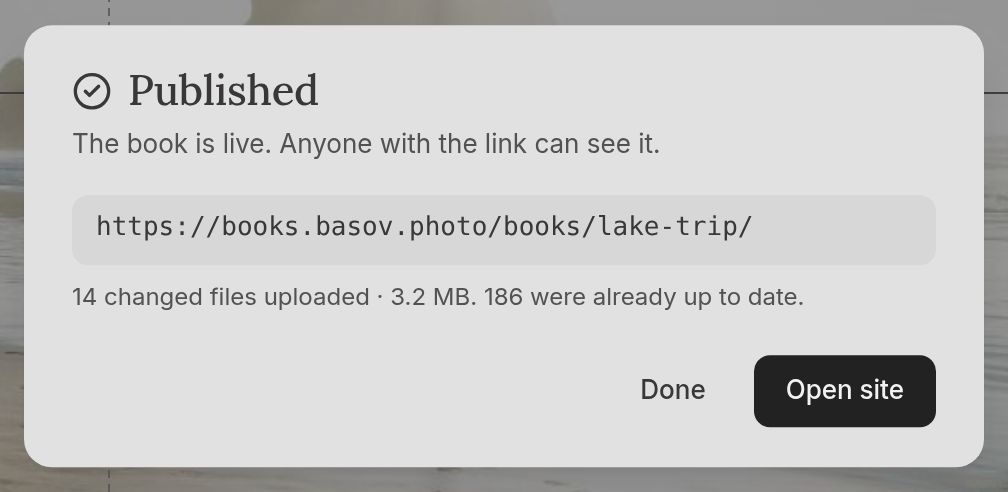 Published
The book is live. Anyone with the link can see it.
https://books.basov.photo/books/lake-trip/
14 changed files uploaded · 3.2 MB. 186 were already up to date.
Done
Open site